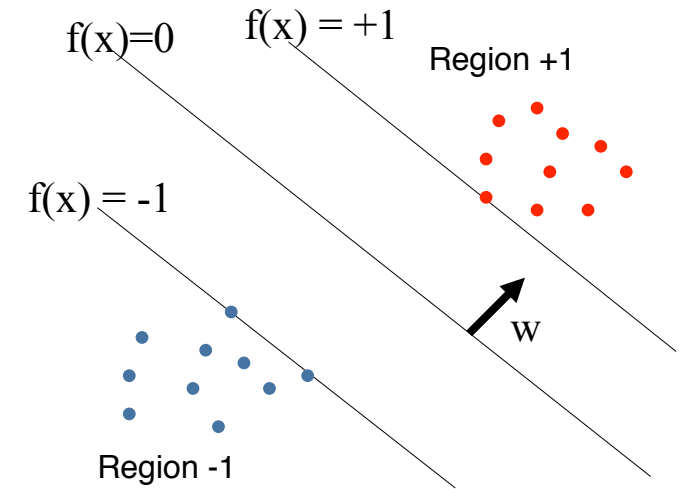 f(x)=0
f(x) = +1
Region +1
f(x) = -1
w
Region -1